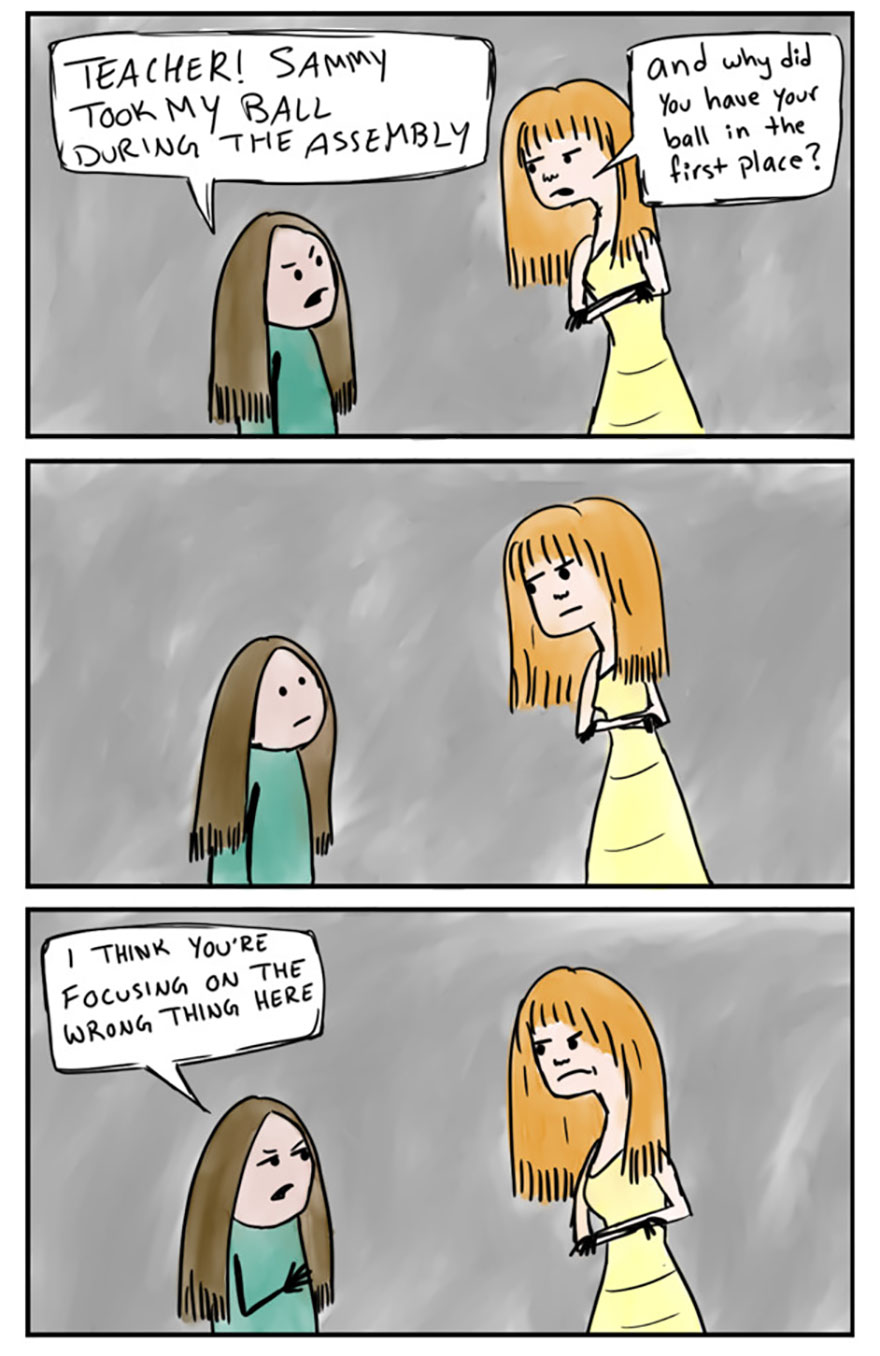 TEACHER! SAMMY
TOOK MY BALL
DURING THE ASSEMBLY
and why did
you have your
ball in the
first place?
I THINK YOU'RE
FOCUSING ON THE
WRONG THING HERE